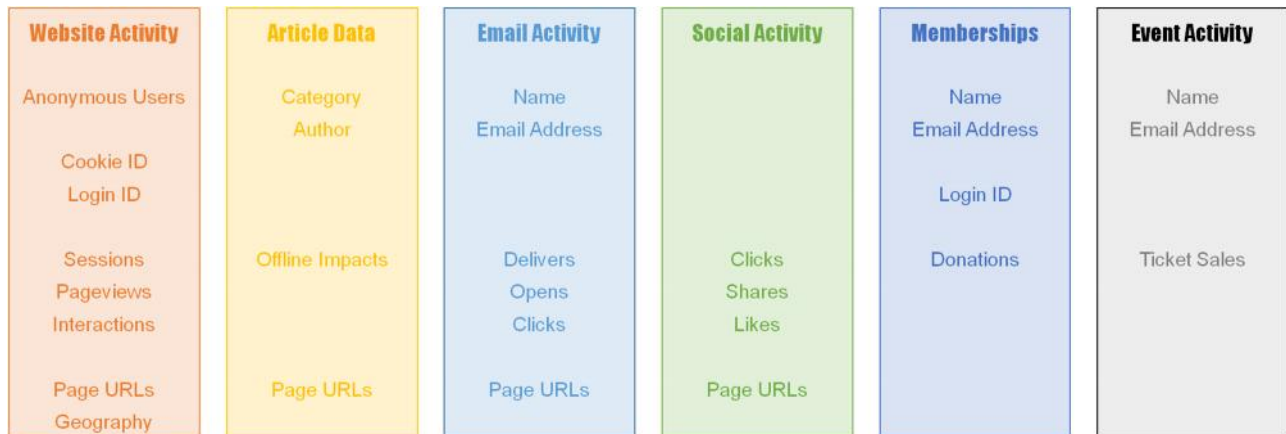 Website Activity
Anonymous Users
Cookie ID
Login ID
Sessions
Pageviews
Interactions
Page URLs
Geography
Article Data
Category
Author
Offline Impacts
Page URLs
Email Activity
Name
Email Address
Delivers
Opens
Clicks
Page URLs
Social Activity
Clicks
Shares
Likes
Page URLs
Memberships
Name
Email Address
Login ID
Donations
Event Activity
Name
Email Address
Ticket Sales